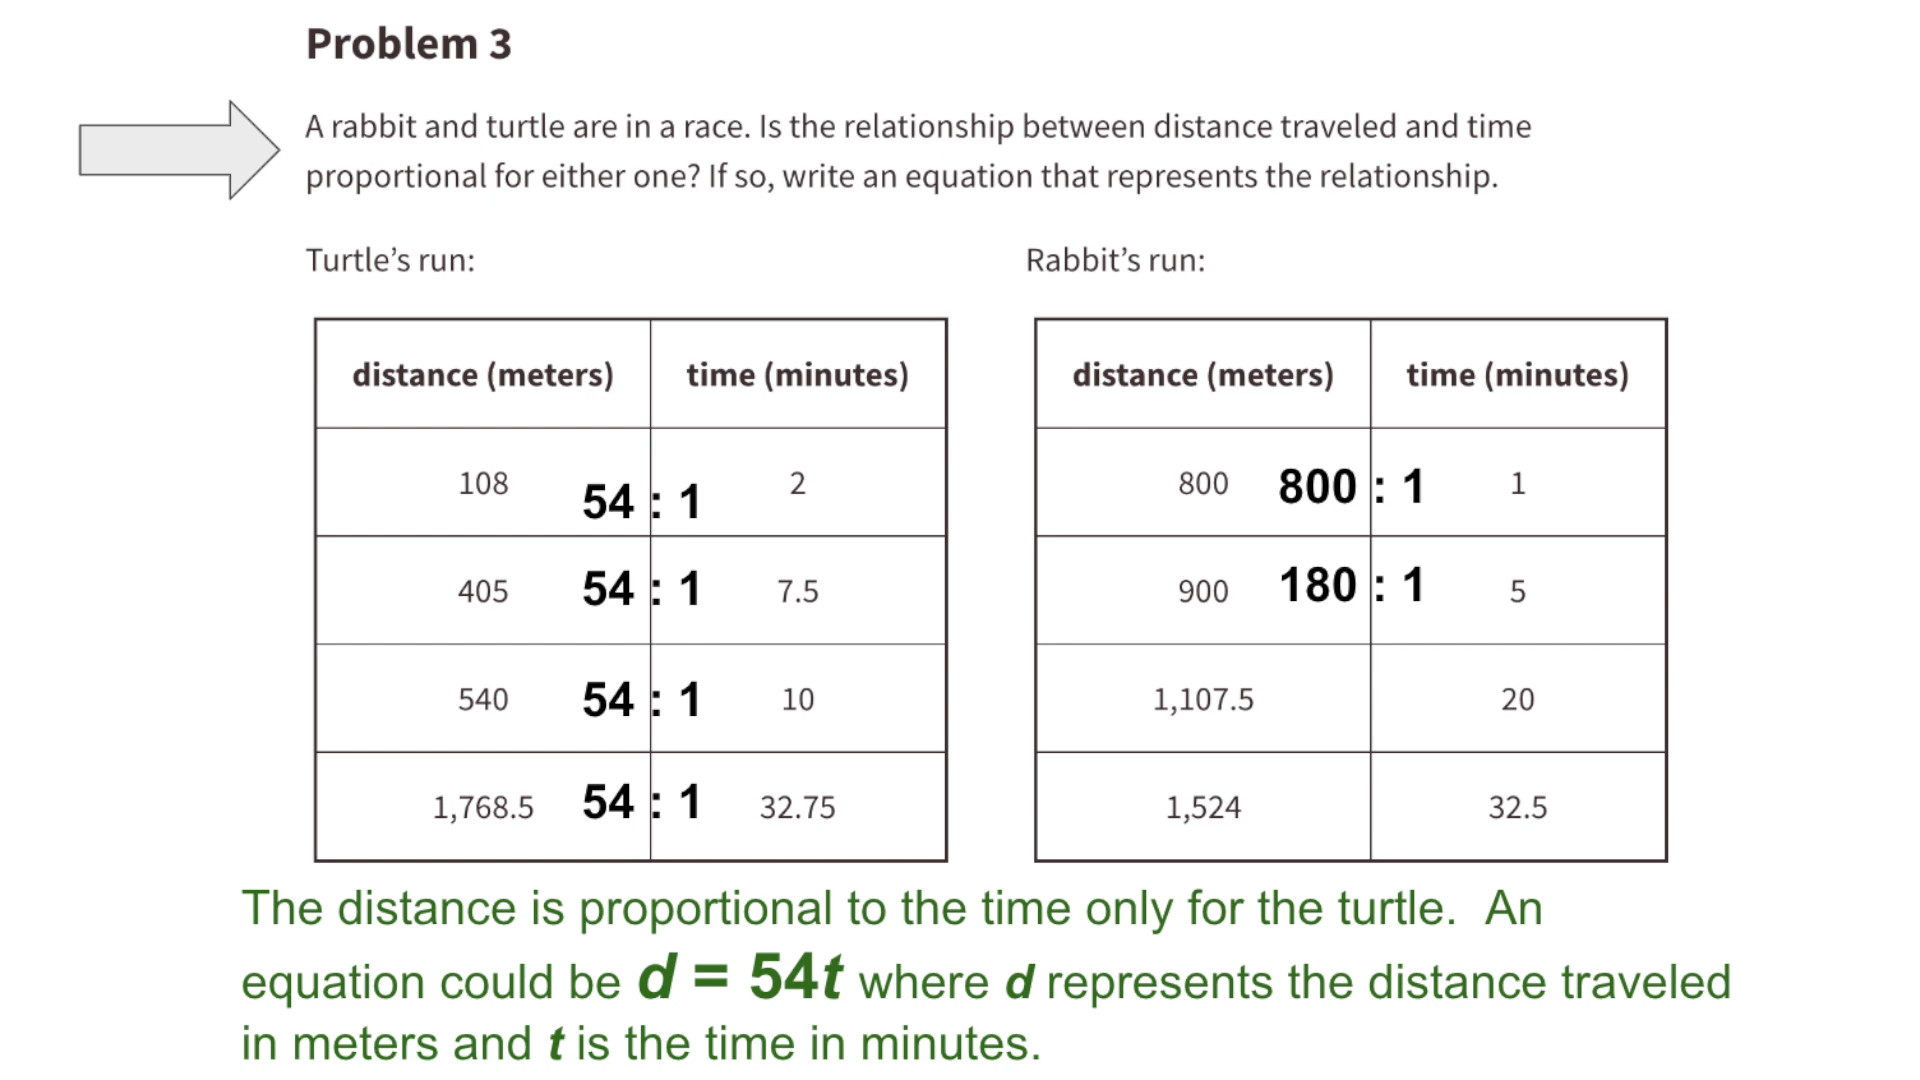 Problem 3
A rabbit and turtle are in a race. Is the relationship between distance traveled and time
proportional for either one? If so, write an equation that represents the relationship.
Turtle’s run:
distance (meters) time (minutes)
108 54 : 1 2
405 54 : 1 7.5
540 54 : 1 10
1,768.5 54 : 1 32.75
Rabbit’s run:
distance (meters) time (minutes)
800 800 : 1 1
900 180 : 1 5
1,107.5 20
1,524 32.5
The distance is proportional to the time only for the turtle. An
equation could be d = 54t where d represents the distance traveled
in meters and t is the time in minutes.